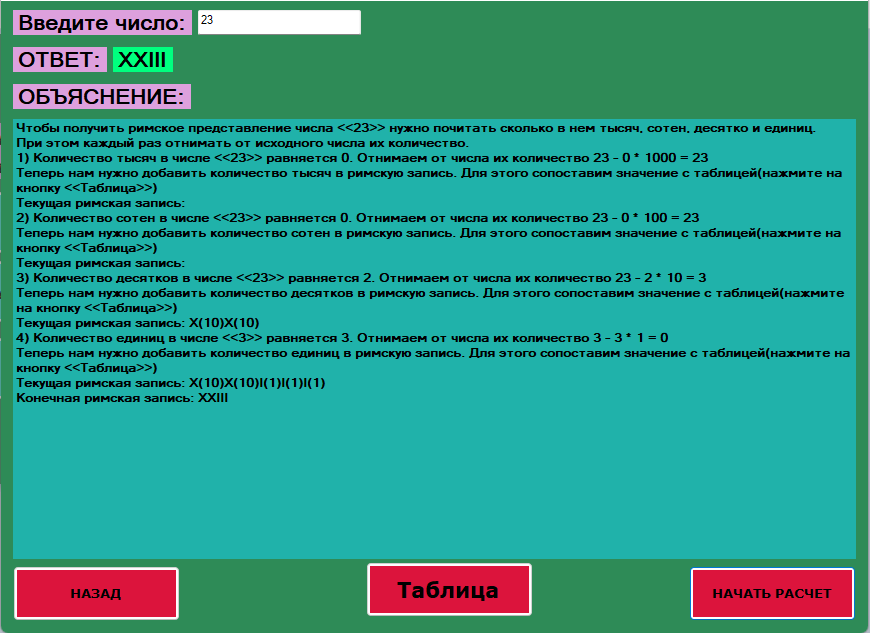 Введите число: 23
ОТВЕТ: XXIII
ОБЪЯСНЕНИЕ:
Чтобы получить римское представление числа <<23>> нужно почитать сколько в нем тысяч, сотен, десятко и единиц.
При этом каждый раз отнимать от исходного числа их количество.
1) Количество тысяч в числе <<23>> равняется 0. Отнимаем от числа их количество 23 - 0 * 1000 = 23
Теперь нам нужно добавить количество тысяч в римскую запись. Для этого сопоставим значение с таблицей(нажмите на
кнопку <<Таблица>>)
Текущая римская запись:
2) Количество сотен в числе <<23>> равняется 0. Отнимаем от числа их количество 23 - 0 * 100 = 23
Теперь нам нужно добавить количество сотен в римскую запись. Для этого сопоставим значение с таблицей(нажмите на
кнопку <<Таблица>>)
Текущая римская запись:
3) Количество десятков в числе <<23>> равняется 2. Отнимаем от числа их количество 23 - 2 * 10 = 3
Теперь нам нужно добавить количество десятков в римскую запись. Для этого сопоставим значение с таблицей(нажмите
на кнопку <<Таблица>>)
Текущая римская запись: X(10)X(10)
4) Количество единиц в числе <<3>> равняется 3. Отнимаем от числа их количество 3 - 3 * 1 = 0
Теперь нам нужно добавить количество единиц в римскую запись. Для этого сопоставим значение с таблицей(нажмите на
кнопку <<Таблица>>)
Текущая римская запись: X(10)X(10)I(1)I(1)I(1)
Конечная римская запись: XXIII
НАЗАД
Таблица
НАЧАТЬ РАСЧЕТ